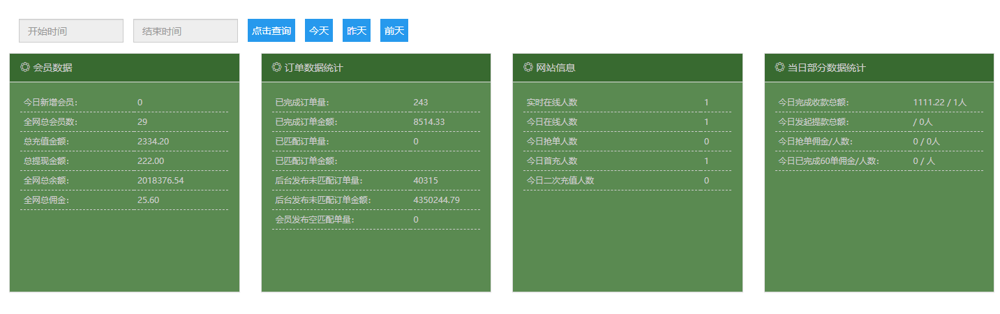 开始时间 结束时间 点击查询 今天 昨天 前天
会员数据
今日新增会员： 0
全网总会员数： 29
总充值金额： 2334.20
总提现金额： 222.00
全网总余额： 2018376.54
全网总佣金： 25.60
订单数据统计
已完成订单量： 243
已完成订单金额： 8514.33
已匹配订单量： 0
已匹配订单金额：
后台发布未匹配订单量： 40315
后台发布未匹配订单金额： 4350244.79
会员发布空匹配单量： 0
网站信息
实时在线人数 1
今日在线人数 1
今日抢单人数 0
今日首充人数 1
今日二次充值人数 0
当日部分数据统计
今日完成收款总额： 1111.22 / 1人
今日发起提款总额： / 0人
今日抢单佣金/人数： 0 / 0人
今日已完成60单佣金/人数： 0 / 人